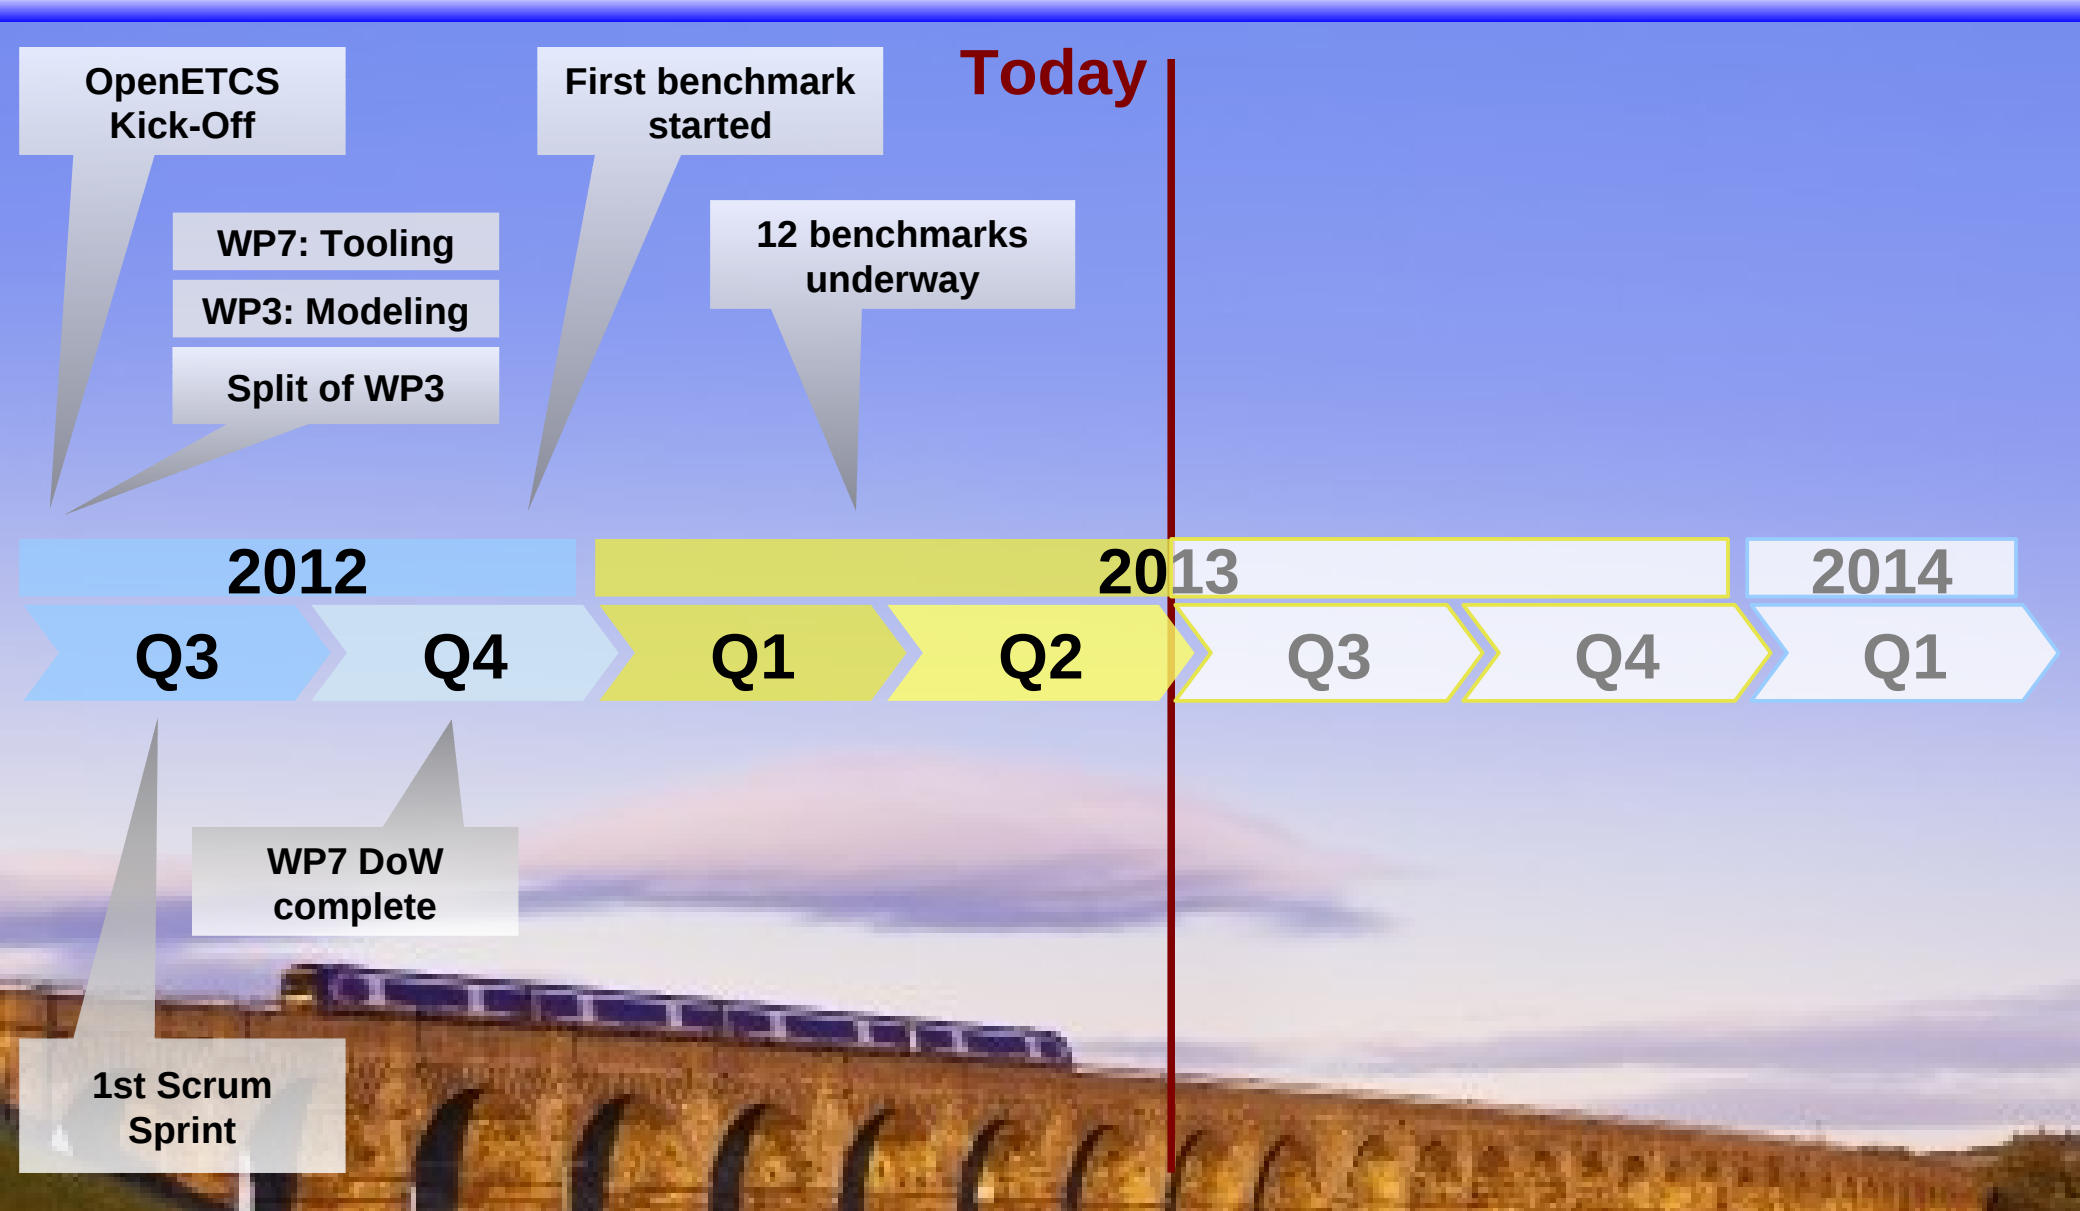 OpenETCS
Kick-Off
First benchmark
started
Today
WP7: Tooling
WP3: Modeling
Split of WP3
12 benchmarks
underway
2012
2013
2014
Q3
Q4
Q1
Q2
Q3
Q4
Q1
WP7 DoW
complete
1st Scrum
Sprint